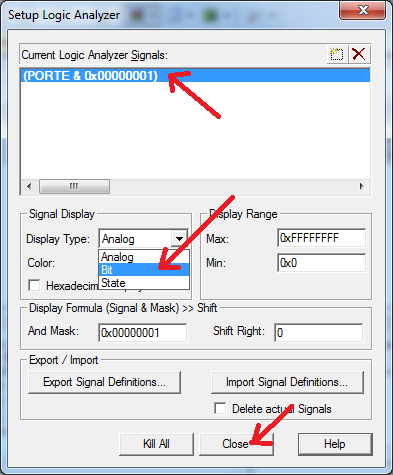 Setup Logic Analyzer
Current Logic Analyzer Signals:
(PORTE & 0x00000001)
Signal Display
Display Range
Display Type: Analog
Max: 0xFFFFFFFF
Analog
Color: Bit
Min: 0x0
State
Display Formula (Signal & Mask) >> Shift
And Mask: 0x00000001
Shift Right: 0
Export / Import
Export Signal Definitions...
Import Signal Definitions...
Delete actual Signals
Kill All
Close
Help